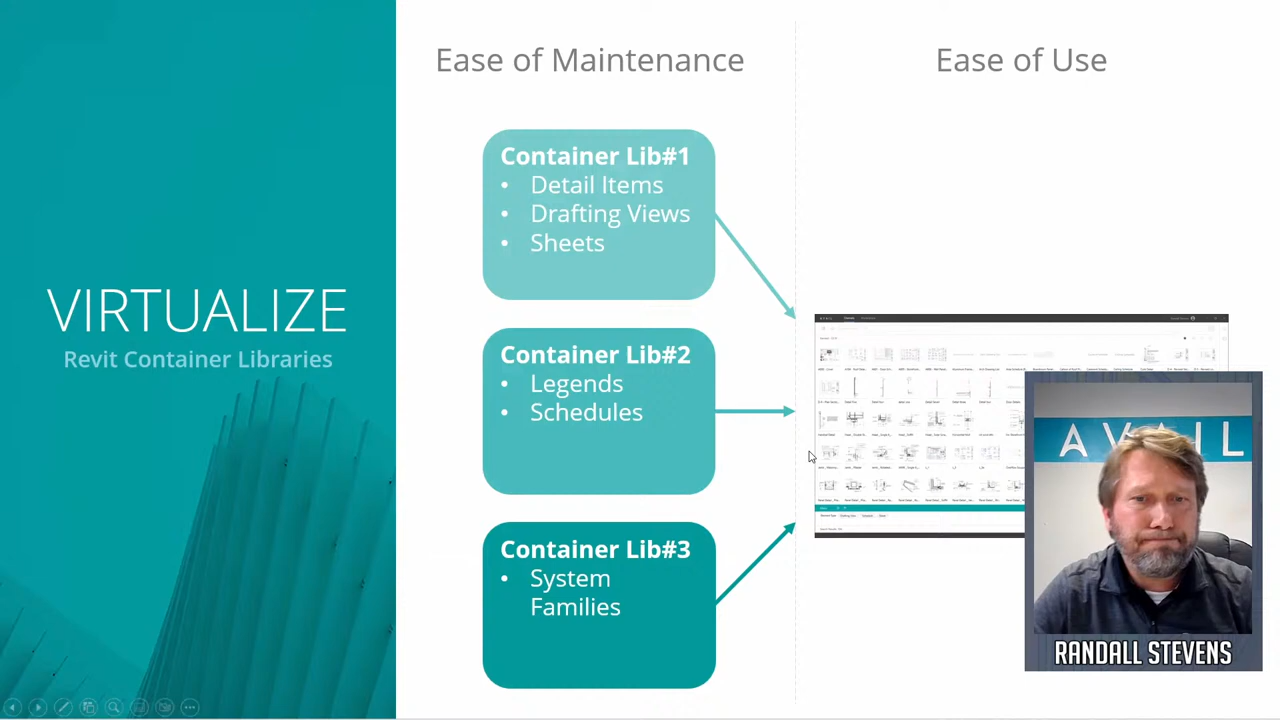 Ease of Maintenance
Ease of Use
Container Lib#1
• Detail Items
• Drafting Views
• Sheets
VIRTUALIZE
Revit Container Libraries
Container Lib#2
• Legends
• Schedules
Container Lib#3
• System
Families
AVAIL
RANDALL STEVENS